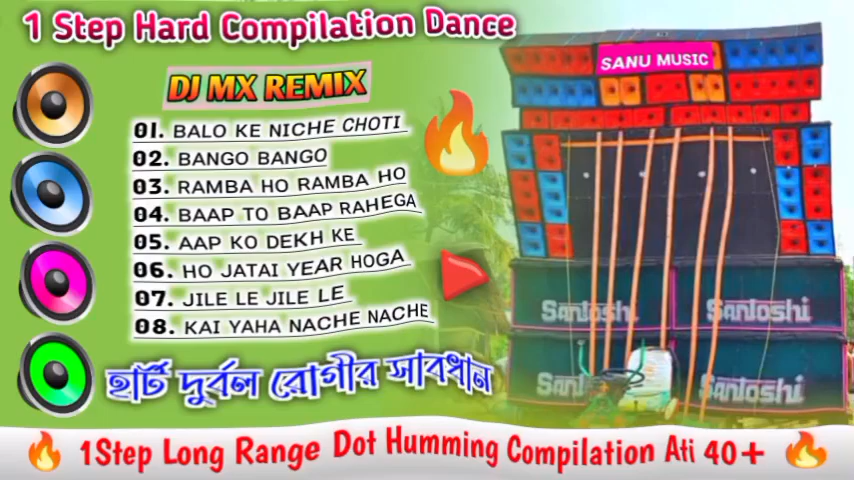 1 Step Hard Compilation Dance
SANU MUSIC
DJ MX REMIX
01. BALO KE NICHE CHOTI
02. BANGO BANGO
03. RAMBA HO RAMBA HO
04. BAAP TO BAAP RAHEGA
05. AAP KO DEKH KE
06. HO JATAI YEAR HOGA
07. JILE LE JILE LE
08. KAI YAHA NACHE NACHE
Santoshi Santoshi
Santoshi
হার্ট দুর্বল রোগীর সাবধান
1Step Long Range Dot Humming Compilation Ati 40+